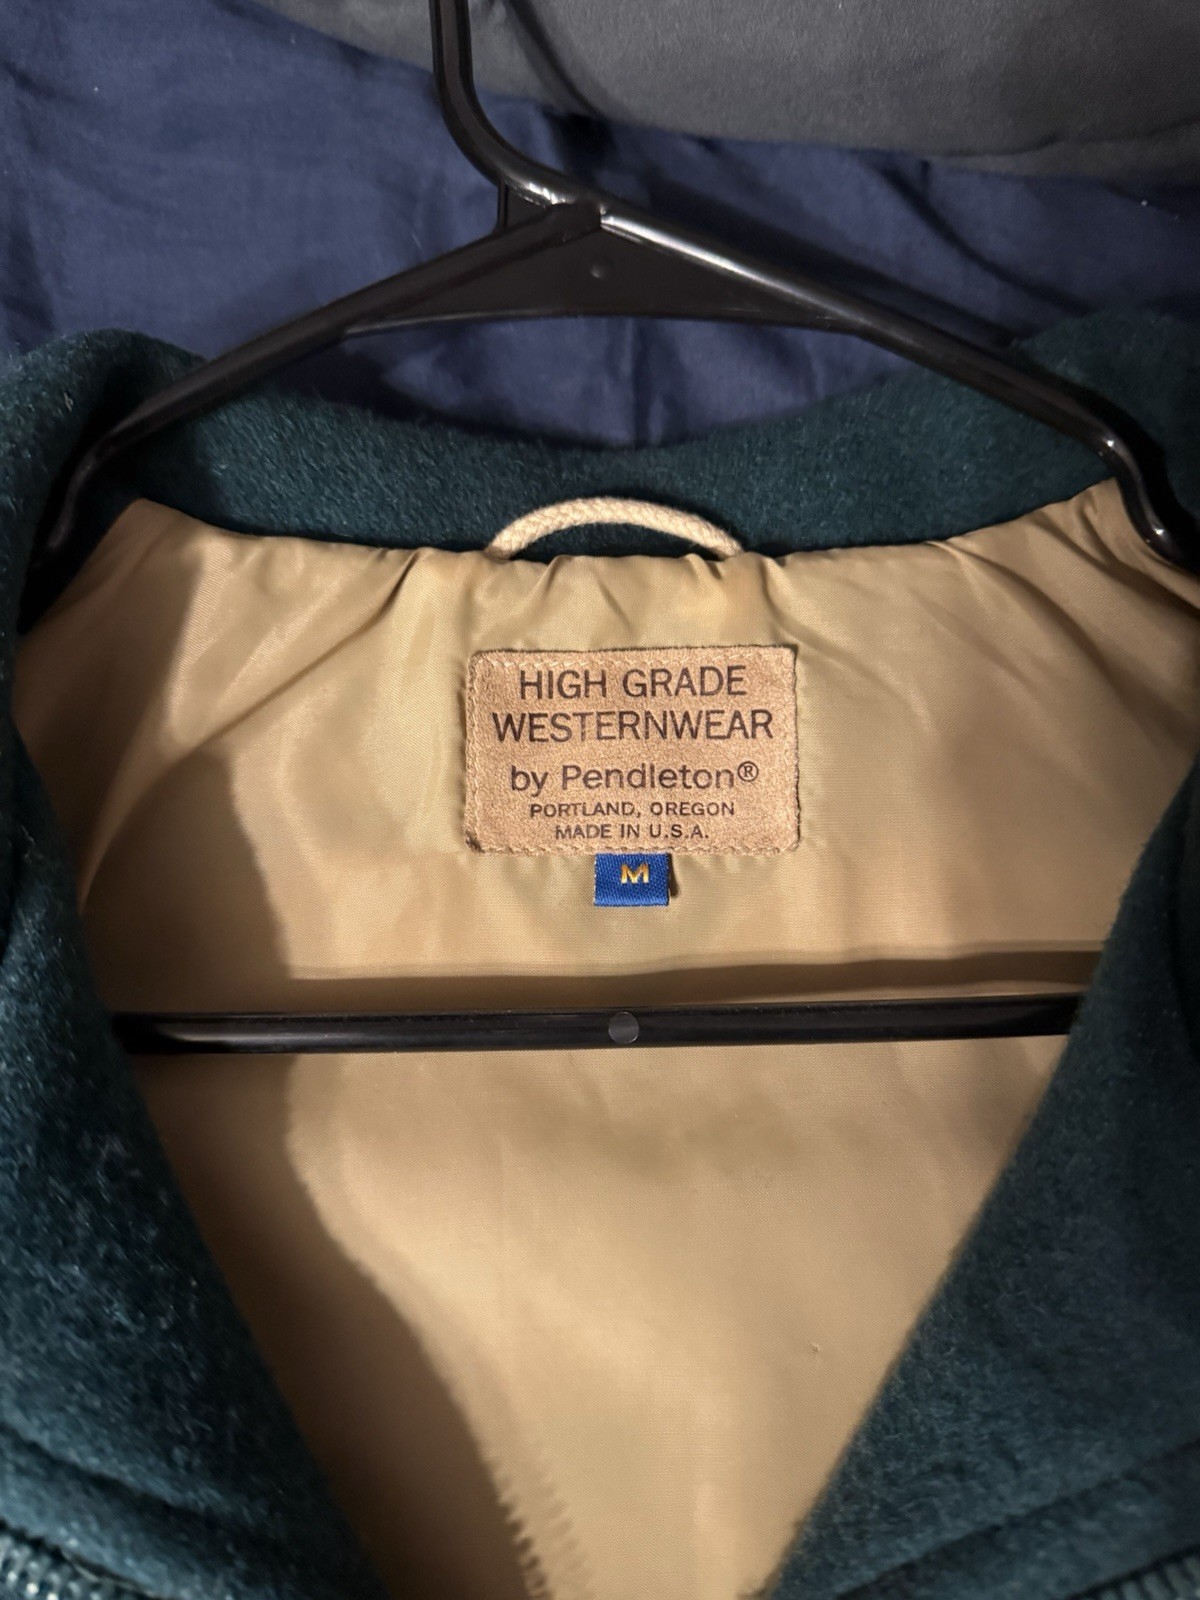 HIGH GRADE
WESTERNWEAR
by Pendleton®
PORTLAND, OREGON
MADE IN U.S.A.
M